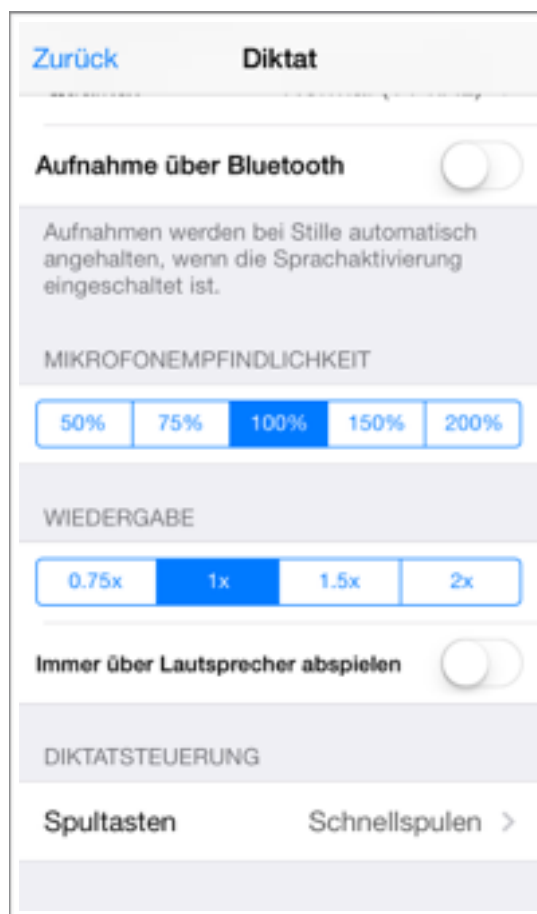 Zurück Diktat
Aufnahme über Bluetooth
Aufnahmen werden bei Stille automatisch
angehalten, wenn die Sprachaktivierung
eingeschaltet ist.
MIKROFONEMPFINDLICHKEIT
50% 75% 100% 150% 200%
WIEDERGABE
0.75x 1x 1.5x 2x
Immer über Lautsprecher abspielen
DIKTATSTEUERUNG
Spultasten Schnellspulen >